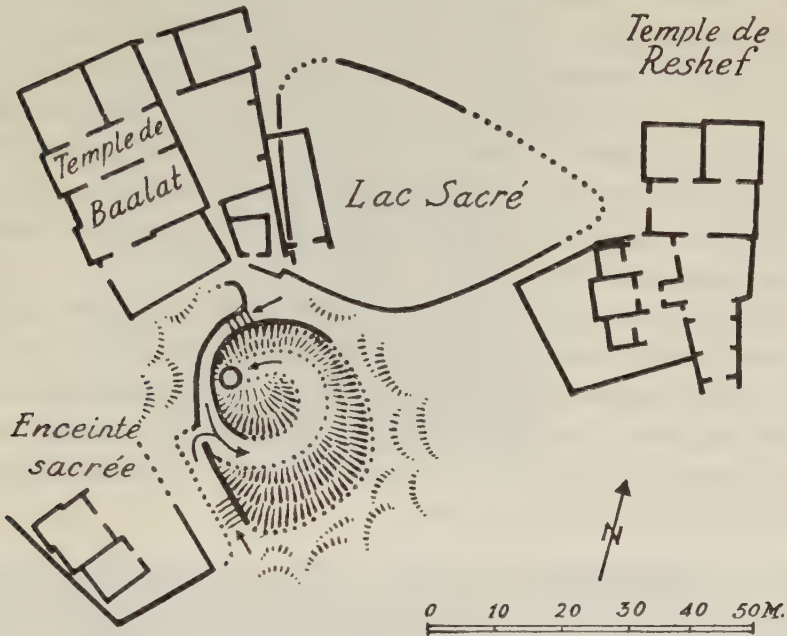 Temple de
Reshef
Temple de
Baalat
Lac Sacré
Enceinte
sacrée
N
0 10 20 30 40 50M.